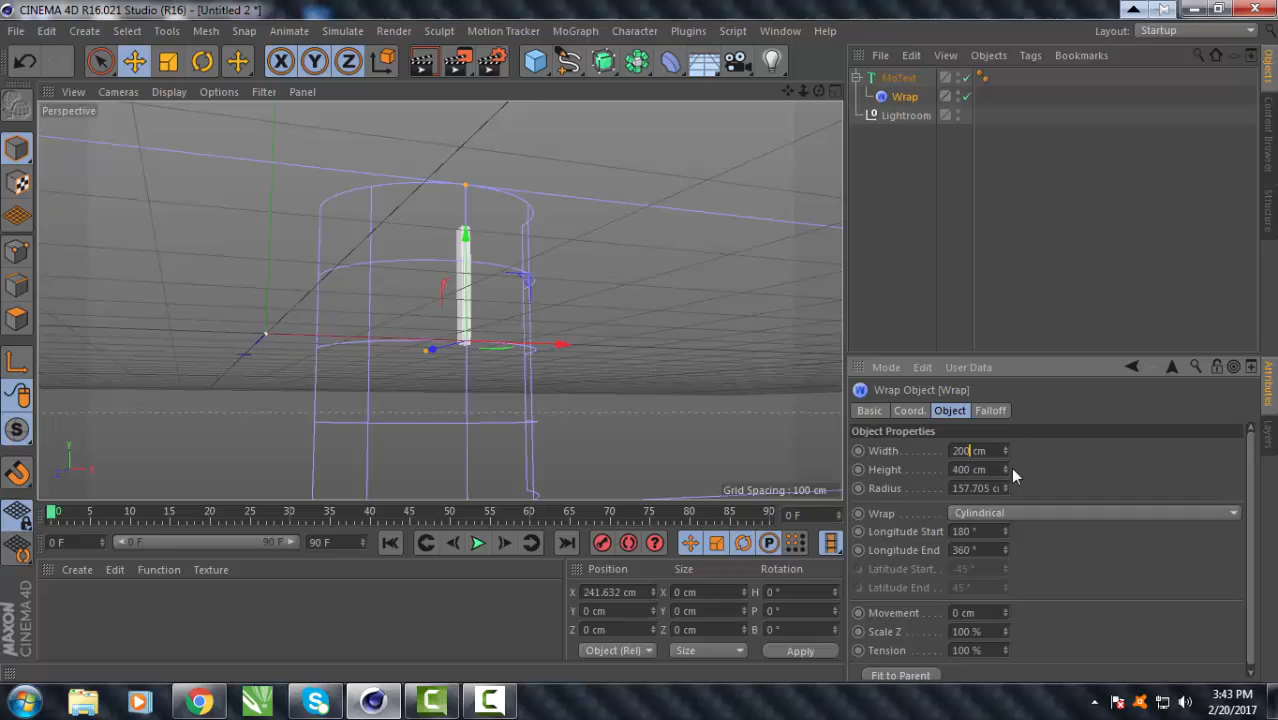 CINEMA 4D R16.021 Studio (R16) - [Untitled 2 *]
File Edit Create Select Tools Mesh Snap Animate Simulate Render Sculpt Motion Tracker MoGraph Character Plugins Script Window Help
Layout: Startup
X Y Z
View Cameras Display Options Filter Panel
Perspective
Grid Spacing : 100 cm
Y
X
Z
0 5 10 15 20 25 30 35 40 45 50 55 60 65 70 75 80 85 90
0 F
0 F
0 F
90 F
90 F
P
Create Edit Function Texture
Position Size Rotation
X 241.632 cm X 0 cm H 0 °
Y 0 cm Y 0 cm P 0 °
Z 0 cm Z 0 cm B 0 °
Object (Rel) Size Apply
MAXON
CINEMA 4D
File Edit View Objects Tags Bookmarks
MoText
Wrap
Lightroom
Objects
Content Browser
Structure
Attributes
Layers
Mode Edit User Data
Wrap Object [Wrap]
Basic Coord. Object Falloff
Object Properties
Width 200 cm
Height 400 cm
Radius 157.705 c
Wrap Cylindrical
Longitude Start 180 °
Longitude End 360 °
Latitude Start -45 °
Latitude End 45 °
Movement 0 cm
Scale Z 100 %
Tension 100 %
Fit to Parent
3:43 PM
2/20/2017